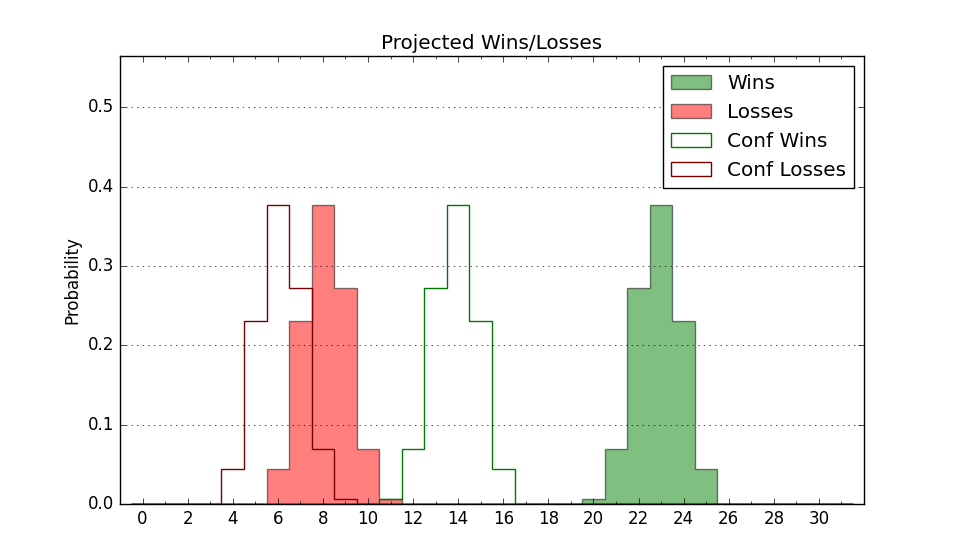 Projected Wins/Losses
Wins
Losses
Conf Wins
Conf Losses
Probability
0.5
0.4
0.3
0.2
0.1
0.0
0 2 4 6 8 10 12 14 16 18 20 22 24 26 28 30